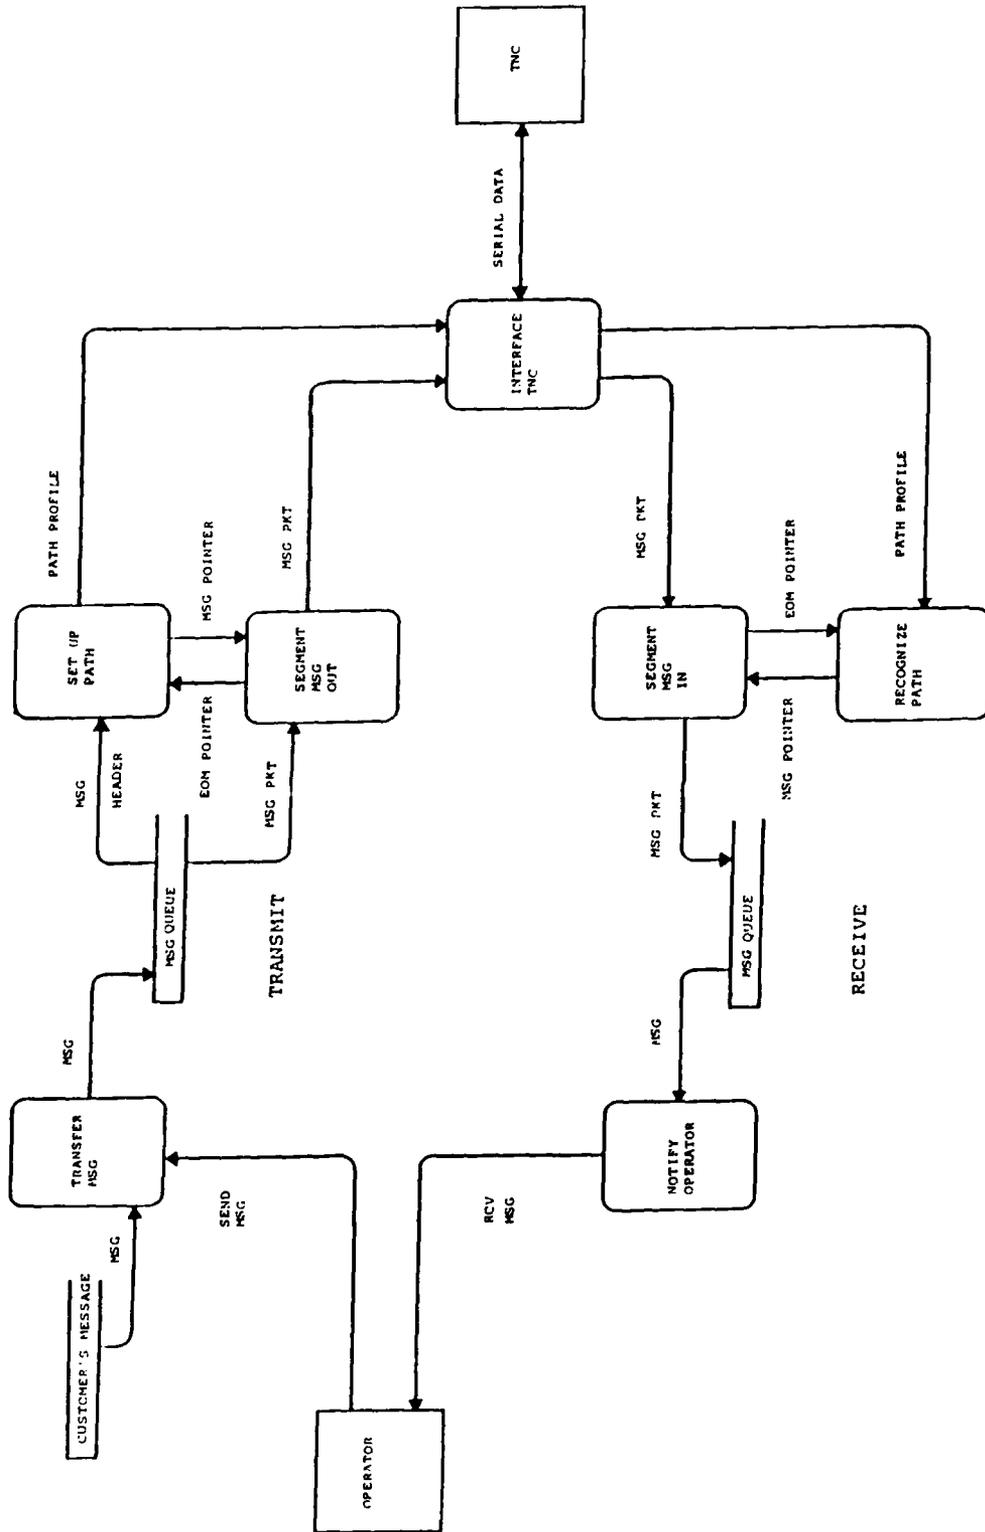 CUSTOMER'S MESSAGE
MSG
TRANSFER
MSG
MSG
MSG QUEUE
MSG
HEADER
SET UP
PATH
PATH PROFILE
EOM POINTER
MSG POINTER
MSG PKT
SEGMENT
MSG
OUT
MSG PKT
SEND
MSG
TRANSMIT
OPERATOR
INTERFACE
TNC
SERIAL DATA
TNC
RCV
MSG
NOTIFY
OPERATOR
MSG
MSG QUEUE
MSG PKT
SEGMENT
MSG
IN
MSG PKT
MSG POINTER
EOM POINTER
RECOGNIZE
PATH
PATH PROFILE
RECEIVE